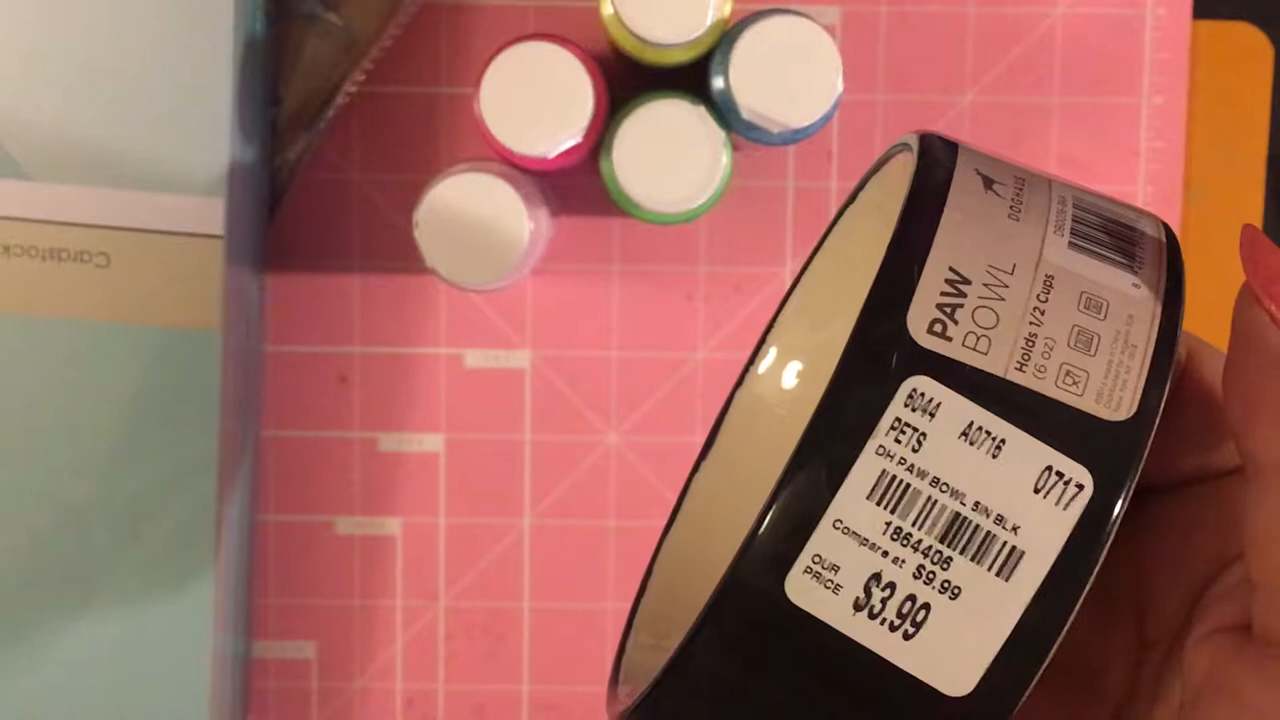 Cardstock
DOGHAUS
PAW
BOWL
Holds 1/2 Cups
(6 oz)
6044 A0716
PETS 0717
DH PAW BOWL 5IN BLK
1864406
Compare at $9.99
OUR
PRICE $3.99